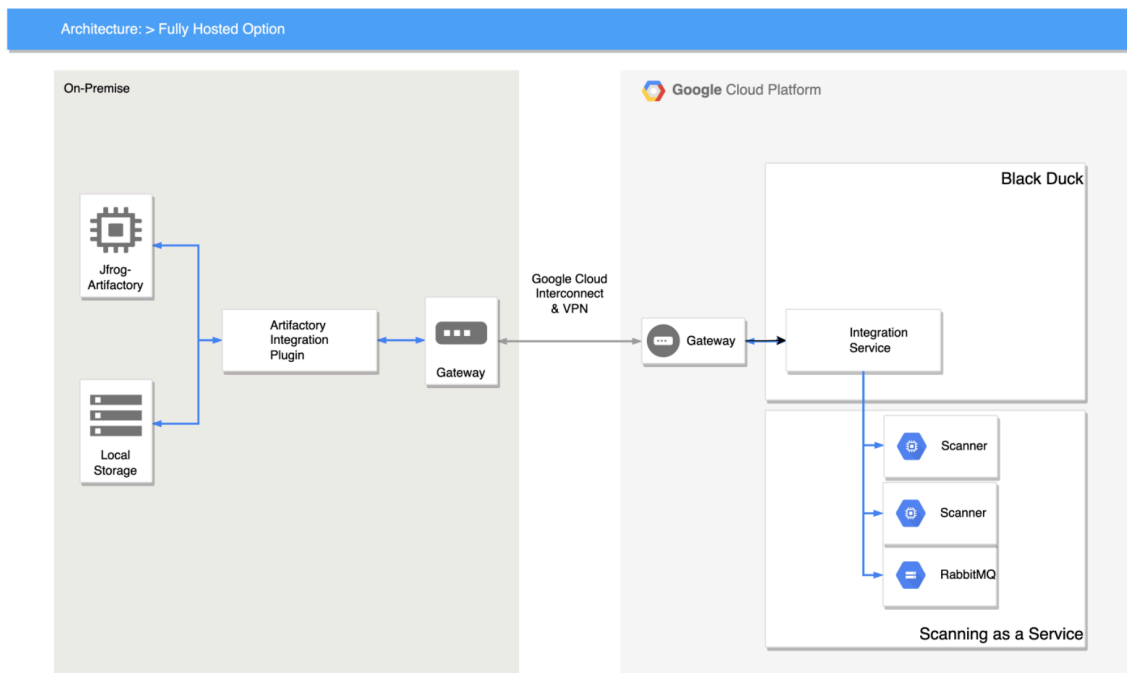 Architecture: > Fully Hosted Option
On-Premise
Jfrog-
Artifactory
Local
Storage
Artifactory
Integration
Plugin
Gateway
Google Cloud
Interconnect
& VPN
Google Cloud Platform
Gateway
Black Duck
Integration
Service
Scanner
Scanner
RabbitMQ
Scanning as a Service